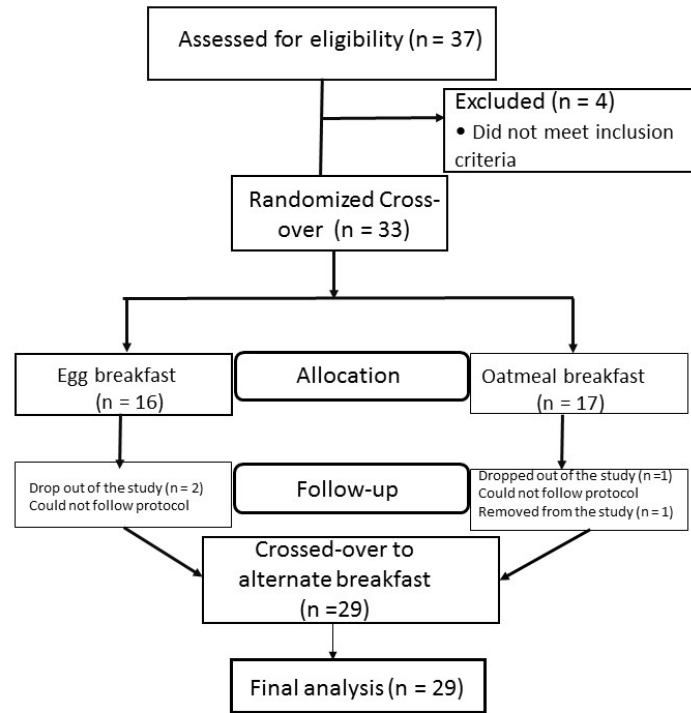 Assessed for eligibility (n = 37)
Excluded (n = 4)
• Did not meet inclusion
criteria
Randomized Cross-
over (n = 33)
Egg breakfast
(n = 16)
Allocation
Oatmeal breakfast
(n = 17)
Drop out of the study (n = 2)
Could not follow protocol
Follow-up
Dropped out of the study (n =1)
Could not follow protocol
Removed from the study (n = 1)
Crossed-over to
alternate breakfast
(n =29)
Final analysis (n = 29)